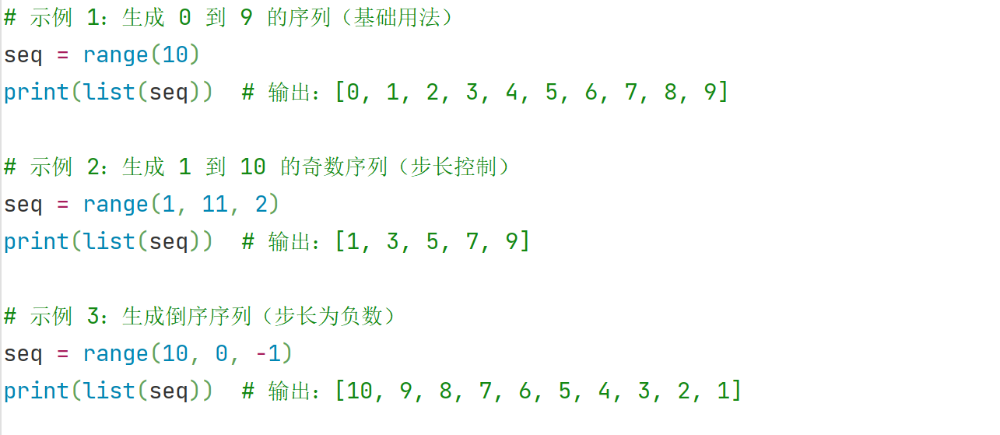 # 示例 1：生成 0 到 9 的序列（基础用法）
seq = range(10)
print(list(seq))  # 输出：[0, 1, 2, 3, 4, 5, 6, 7, 8, 9]
# 示例 2：生成 1 到 10 的奇数序列（步长控制）
seq = range(1, 11, 2)
print(list(seq))  # 输出：[1, 3, 5, 7, 9]
# 示例 3：生成倒序序列（步长为负数）
seq = range(10, 0, -1)
print(list(seq))  # 输出：[10, 9, 8, 7, 6, 5, 4, 3, 2, 1]